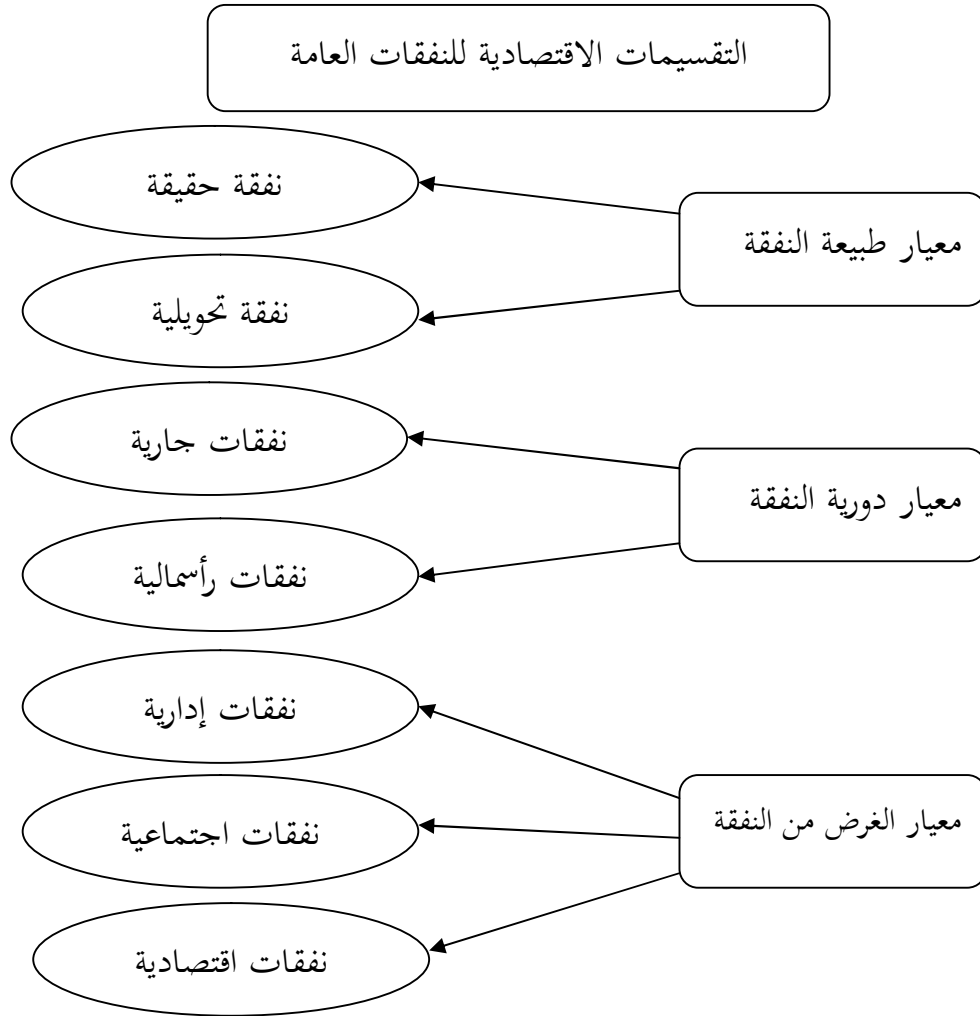 التقسيمات الاقتصادية للنفقات العامة
معيار طبيعة النفقة
نفقة حقيقة
نفقة تحويلية
معيار دورية النفقة
نفقات جارية
نفقات رأسمالية
معيار الغرض من النفقة
نفقات إدارية
نفقات اجتماعية
نفقات اقتصادية